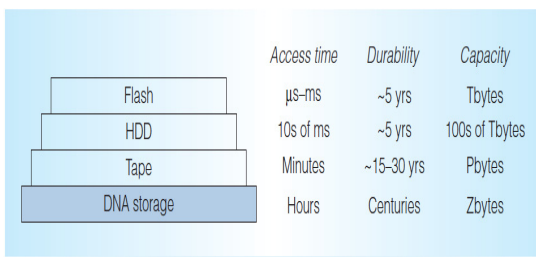 Access time Durability Capacity
Flash µs–ms ~5 yrs Tbytes
HDD 10s of ms ~5 yrs 100s of Tbytes
Tape Minutes ~15–30 yrs Pbytes
DNA storage Hours Centuries Zbytes